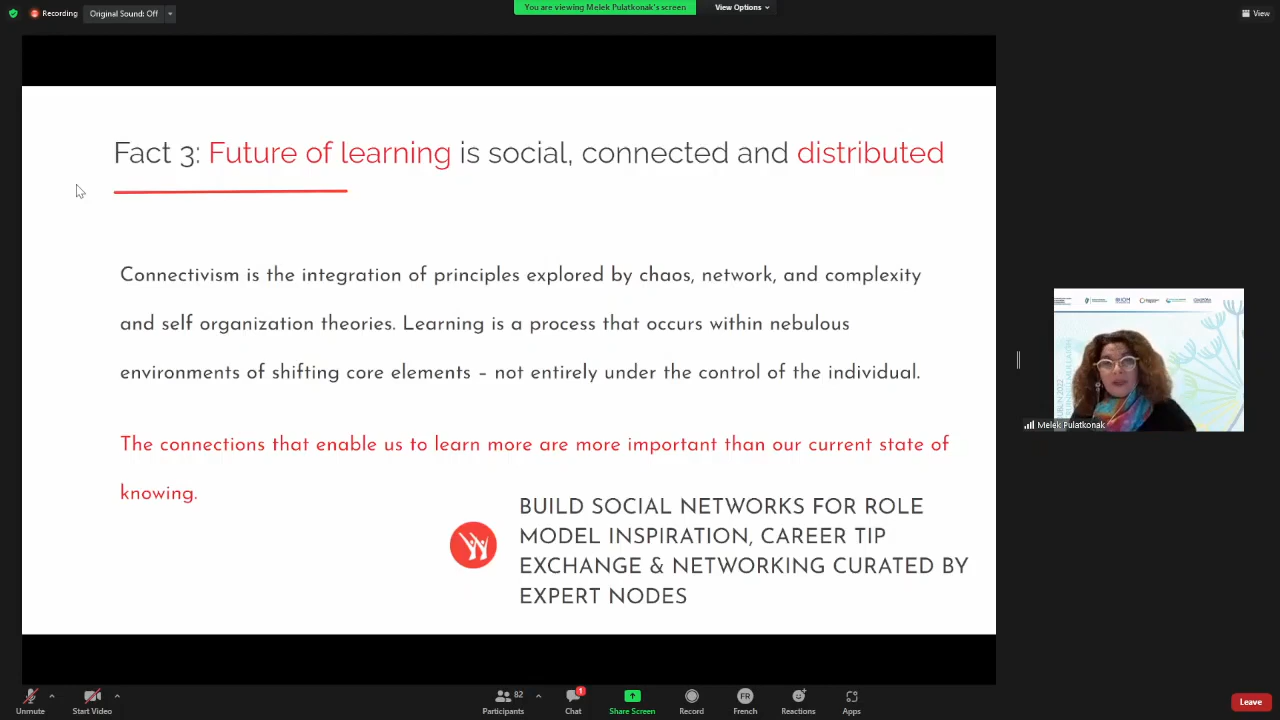 Recording
Original Sound: Off
You are viewing Melek Pulatkonak's screen
View Options
View
Fact 3: Future of learning is social, connected and distributed
Connectivism is the integration of principles explored by chaos, network, and complexity
and self organization theories. Learning is a process that occurs within nebulous
environments of shifting core elements – not entirely under the control of the individual.
The connections that enable us to learn more are more important than our current state of
knowing.
BUILD SOCIAL NETWORKS FOR ROLE
MODEL INSPIRATION, CAREER TIP
EXCHANGE & NETWORKING CURATED BY
EXPERT NODES
Melek Pulatkonak
Unmute
Start Video
82
Participants
1
Chat
Share Screen
Record
FR
French
Reactions
Apps
Leave